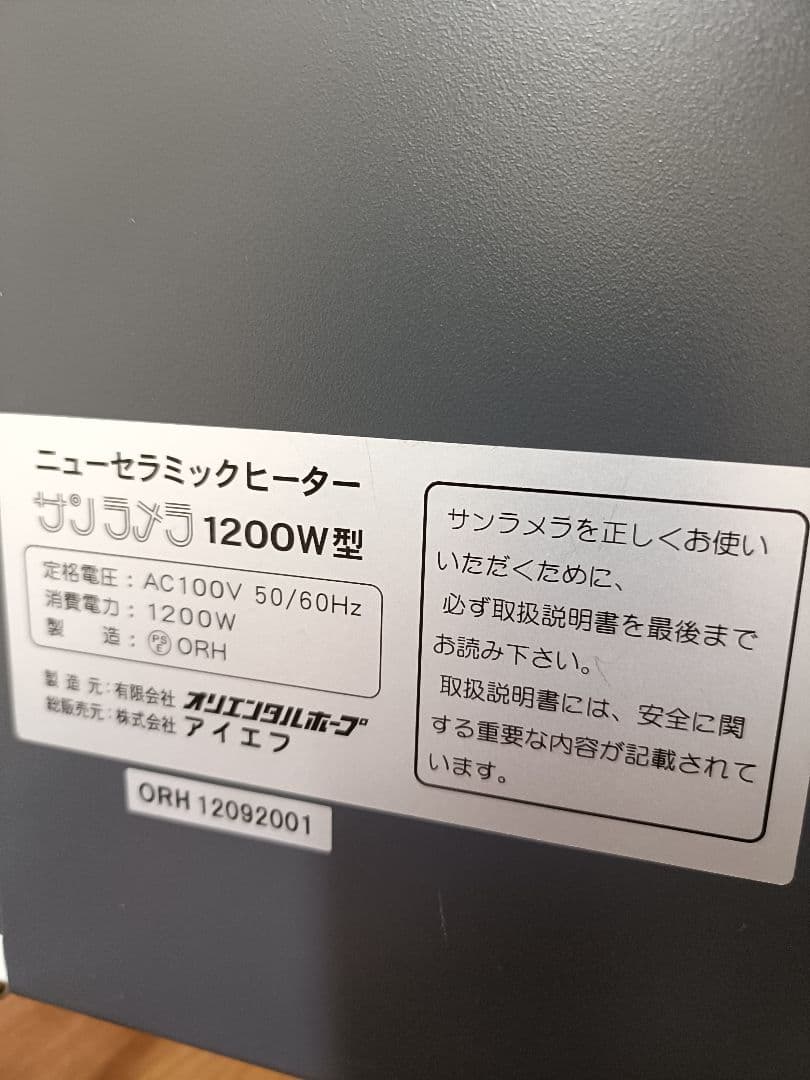 ニューセラミックヒーター
サンラメラ 1200W型
定格電圧：AC100V 50/60Hz
消費電力：1200W
製　　造：PSE ORH
製造元：有限会社 オリエンタルホープ
総販売元：株式会社 アイエフ
ORH 12092001
サンラメラを正しくお使い
いただくために、
必ず取扱説明書を最後まで
お読み下さい。
取扱説明書には、安全に関
する重要な内容が記載されて
います。